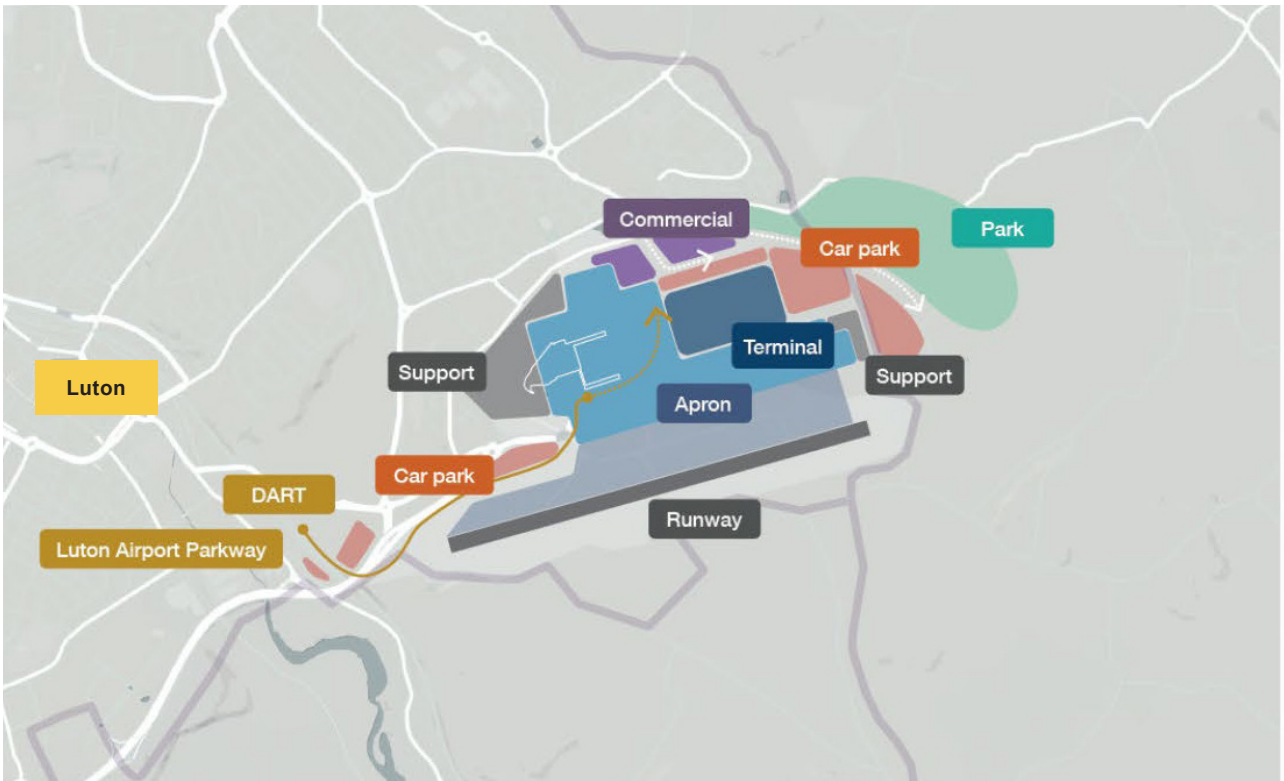 Commercial
Park
Car park
Terminal
Support
Support
Luton
Apron
Car park
DART
Runway
Luton Airport Parkway